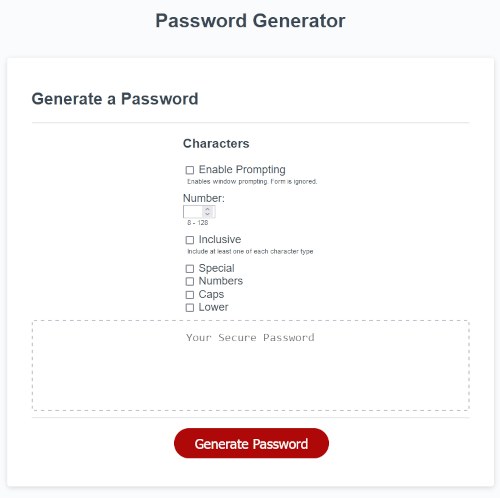 Password Generator
Generate a Password
Characters
Enable Prompting
Enables window prompting. Form is ignored.
Number:
8 - 128
Inclusive
Include at least one of each character type
Special
Numbers
Caps
Lower
Your Secure Password
Generate Password